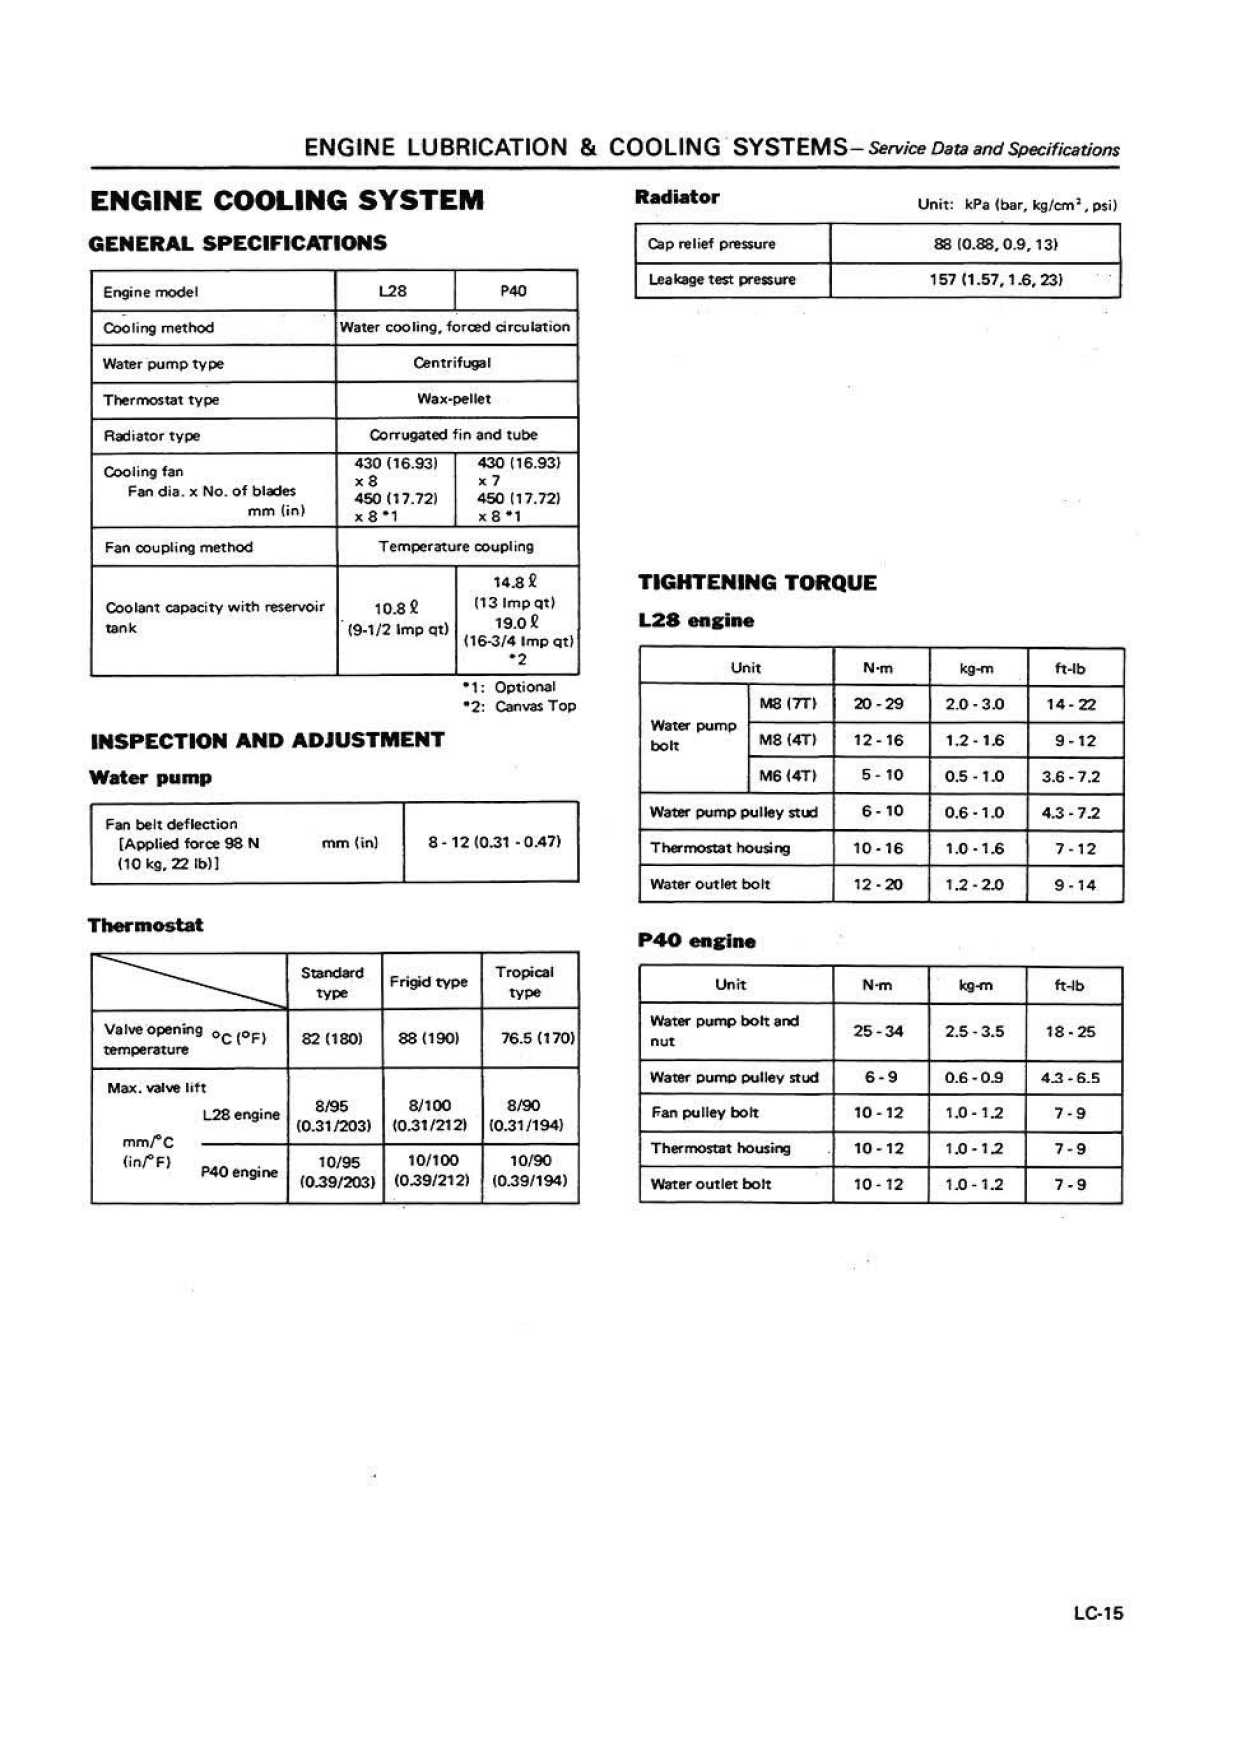 ENGINE LUBRICATION & COOLING SYSTEMS– Service Data and Specifications
ENGINE COOLING SYSTEM
GENERAL SPECIFICATIONS
Engine model L28 P40
Cooling method Water cooling, forced circulation
Water pump type Centrifugal
Thermostat type Wax-pellet
Radiator type Corrugated fin and tube
Cooling fan
Fan dia. x No. of blades
mm (in)
430 (16.93)
x 8
450 (17.72)
x 8 *1
430 (16.93)
x 7
450 (17.72)
x 8 *1
Fan coupling method Temperature coupling
Coolant capacity with reservoir
tank
10.8 ℓ
(9-1/2 Imp qt)
14.8 ℓ
(13 Imp qt)
19.0 ℓ
(16-3/4 Imp qt)
*2
*1: Optional
*2: Canvas Top
INSPECTION AND ADJUSTMENT
Water pump
Fan belt deflection
[Applied force 98 N mm (in)
(10 kg, 22 lb)]
8 - 12 (0.31 - 0.47)
Thermostat
Standard
type
Frigid type
Tropical
type
Valve opening
temperature
°C (°F)
82 (180) 88 (190) 76.5 (170)
Max. valve lift
mm/°C
(in/°F)
L28 engine
8/95
(0.31/203)
8/100
(0.31/212)
8/90
(0.31/194)
P40 engine
10/95
(0.39/203)
10/100
(0.39/212)
10/90
(0.39/194)
Radiator
Unit: kPa (bar, kg/cm², psi)
Cap relief pressure 88 (0.88, 0.9, 13)
Leakage test pressure 157 (1.57, 1.6, 23)
TIGHTENING TORQUE
L28 engine
Unit N·m kg-m ft-lb
Water pump
bolt
M8 (7T) 20 - 29 2.0 - 3.0 14 - 22
M8 (4T) 12 - 16 1.2 - 1.6 9 - 12
M6 (4T) 5 - 10 0.5 - 1.0 3.6 - 7.2
Water pump pulley stud 6 - 10 0.6 - 1.0 4.3 - 7.2
Thermostat housing 10 - 16 1.0 - 1.6 7 - 12
Water outlet bolt 12 - 20 1.2 - 2.0 9 - 14
P40 engine
Unit N·m kg-m ft-lb
Water pump bolt and
nut
25 - 34 2.5 - 3.5 18 - 25
Water pump pulley stud 6 - 9 0.6 - 0.9 4.3 - 6.5
Fan pulley bolt 10 - 12 1.0 - 1.2 7 - 9
Thermostat housing 10 - 12 1.0 - 1.2 7 - 9
Water outlet bolt 10 - 12 1.0 - 1.2 7 - 9
LC-15